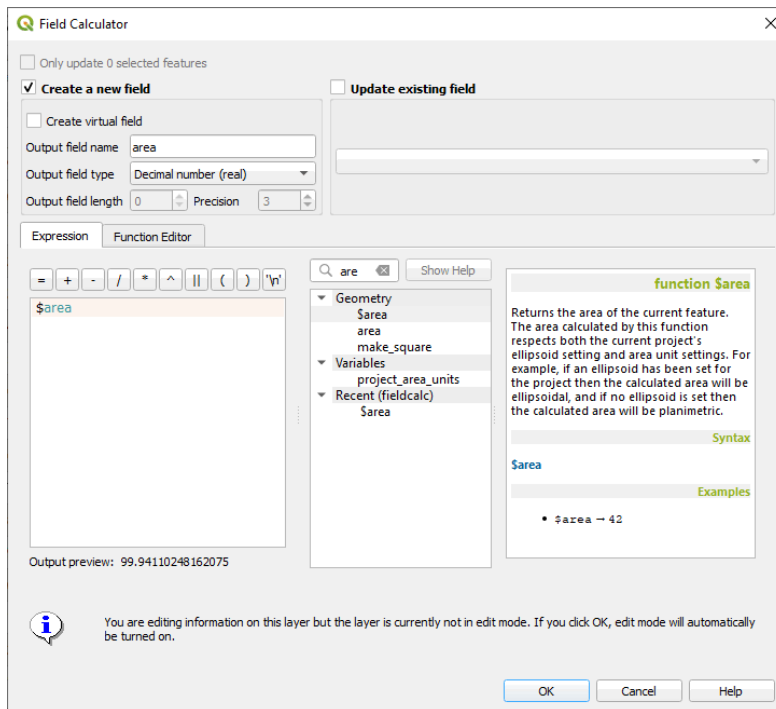 Field Calculator
Only update 0 selected features
Create a new field
Update existing field
Create virtual field
Output field name area
Output field type Decimal number (real)
Output field length 0 Precision 3
Expression Function Editor
= + - / * ^ || ( ) '\n'
are Show Help
$area
Geometry
$area
area
make_square
Variables
project_area_units
Recent (fieldcalc)
$area
function $area
Returns the area of the current feature.
The area calculated by this function
respects both the current project's
ellipsoid setting and area unit settings. For
example, if an ellipsoid has been set for
the project then the calculated area will be
ellipsoidal, and if no ellipsoid is set then
the calculated area will be planimetric.
Syntax
$area
Examples
• $area → 42
Output preview: 99.94110248162075
You are editing information on this layer but the layer is currently not in edit mode. If you click OK, edit mode will automatically
be turned on.
OK Cancel Help